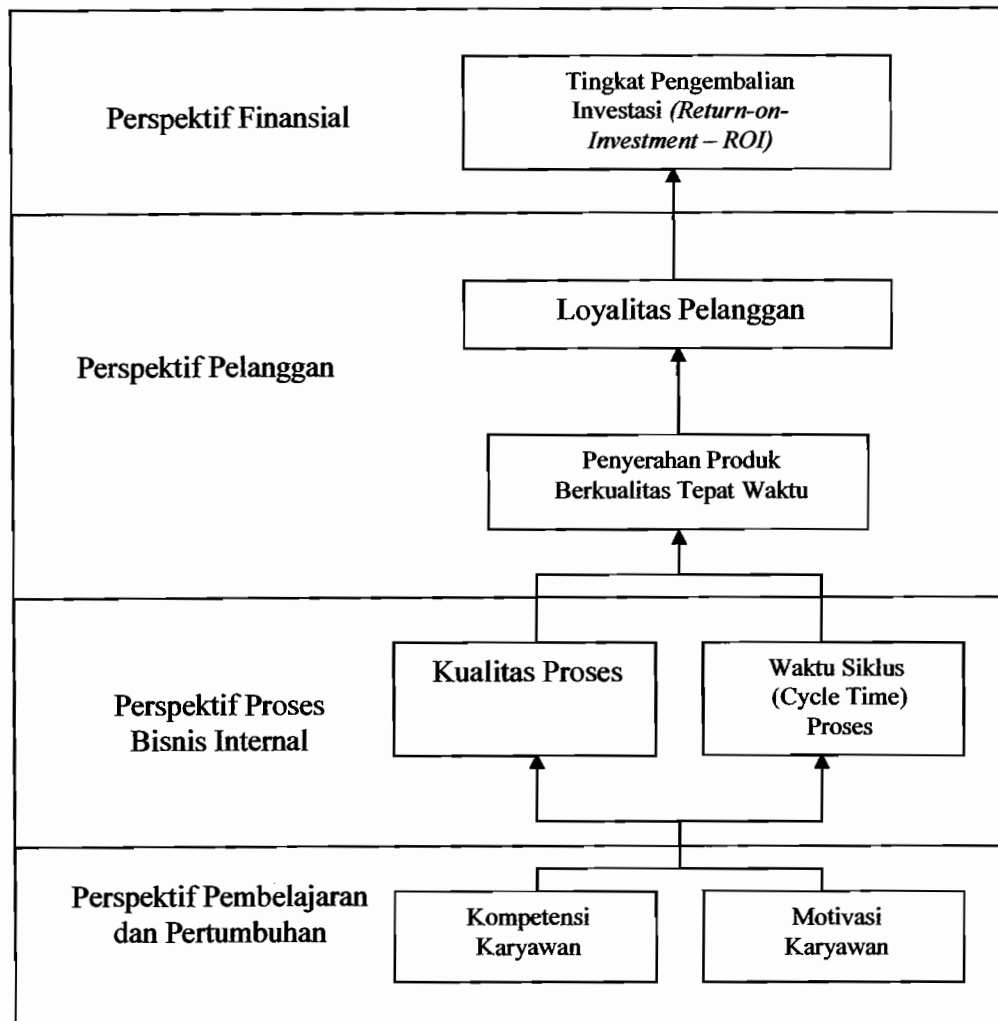 Perspektif Finansial
Tingkat Pengembalian
Investasi (Return-on-
Investment – ROI)
Perspektif Pelanggan
Loyalitas Pelanggan
Penyerahan Produk
Berkualitas Tepat Waktu
Perspektif Proses
Bisnis Internal
Kualitas Proses
Waktu Siklus
(Cycle Time)
Proses
Perspektif Pembelajaran
dan Pertumbuhan
Kompetensi
Karyawan
Motivasi
Karyawan